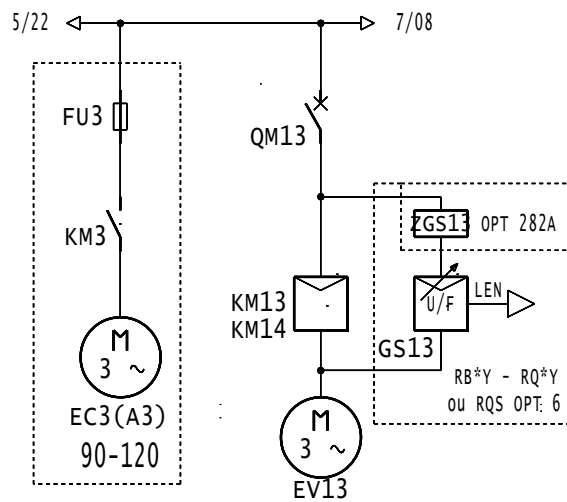 5/22
7/08
FU3
QM13
KM3
ZGS13 OPT 282A
KM13
KM14
U/F
LEN
GS13
M
3 ~
EC3(A3)
90-120
RB*Y - RQ*Y
ou RQS OPT: 6
M
3 ~
EV13